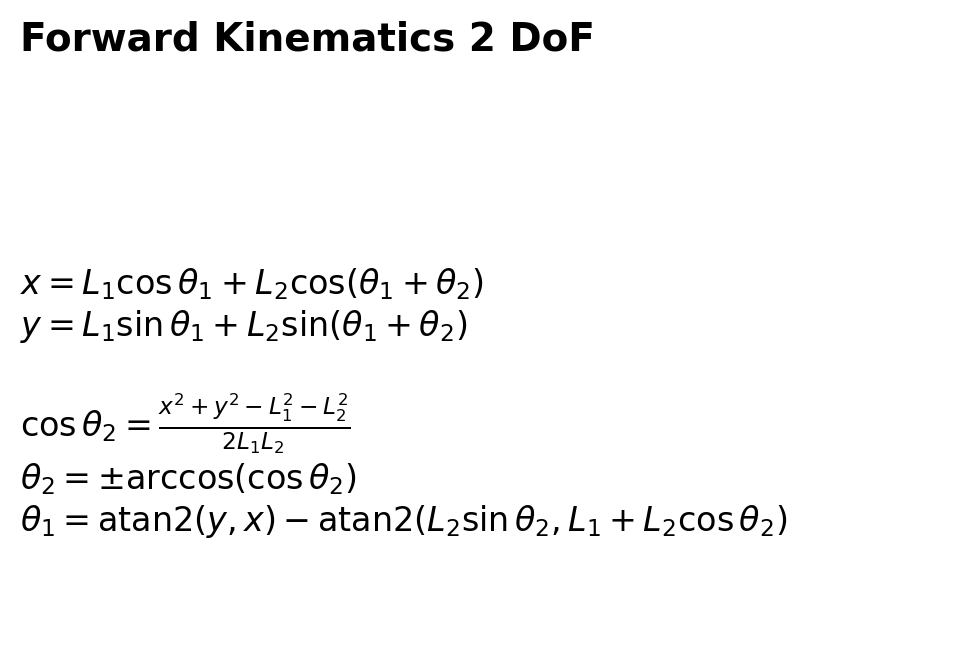 Forward Kinematics 2 DoF
x = L₁cos θ₁ + L₂cos(θ₁ + θ₂)
y = L₁sin θ₁ + L₂sin(θ₁ + θ₂)
cos θ₂ = \frac{x² + y² − L₁² − L₂²}{2L₁L₂}
θ₂ = ±arccos(cos θ₂)
θ₁ = atan2(y, x) − atan2(L₂sin θ₂, L₁ + L₂cos θ₂)